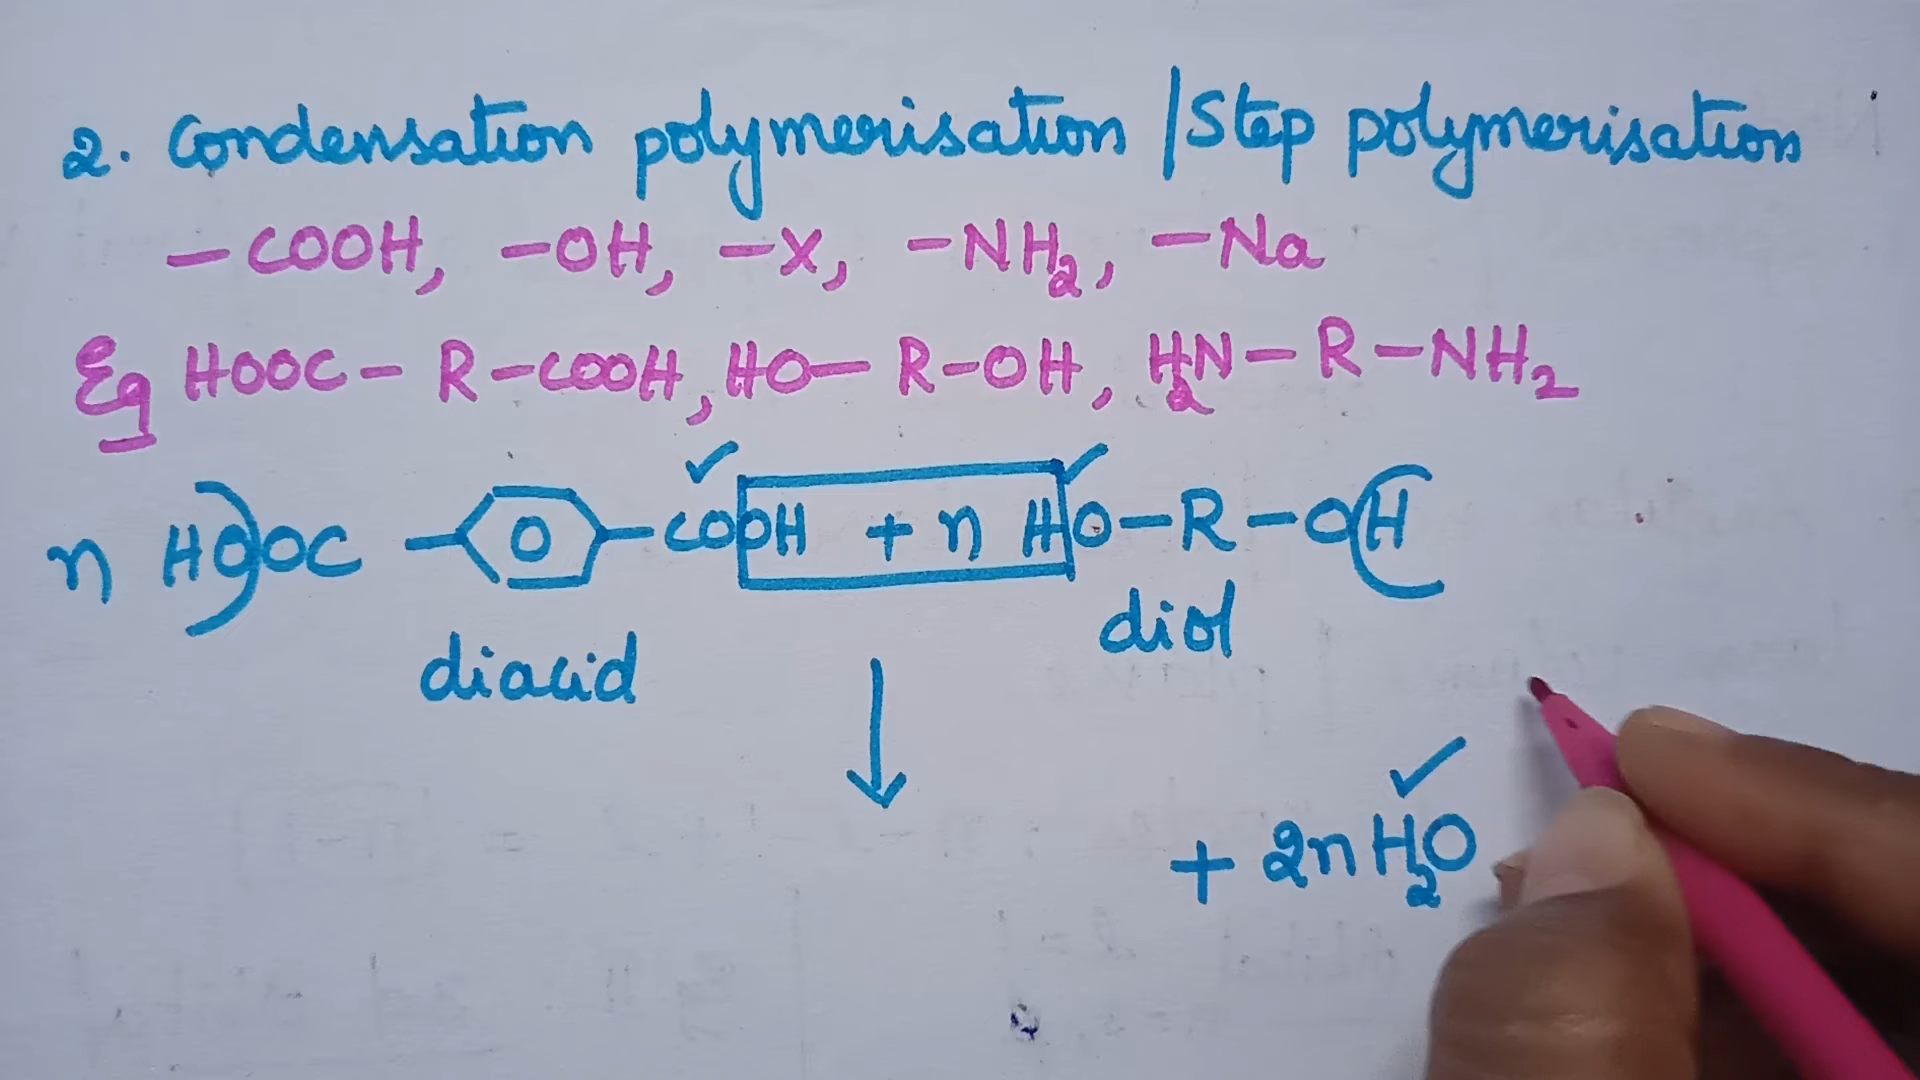 2. Condensation polymerisation / Step polymerisation
-COOH, -OH, -X, -NH2, -Na
Eg HOOC - R - COOH, HO - R - OH, H2N - R - NH2
n HOOC - O - COOH + n HO - R - OH
diacid diol
+ 2n H2O